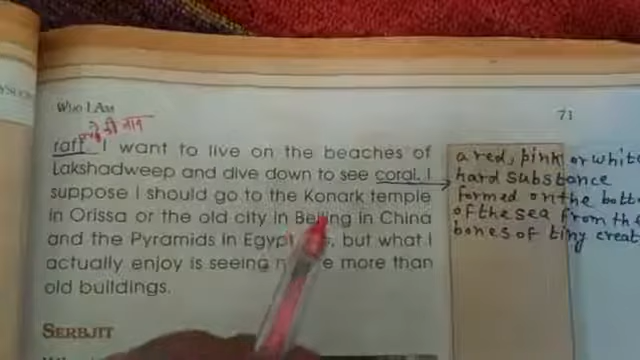 WHO I AM
71
लट्ठे की नाव
raft. I want to live on the beaches of
Lakshadweep and dive down to see coral. I
suppose I should go to the Konark temple
in Orissa or the old city in Beijing in China
and the Pyramids in Egypt, but what I
actually enjoy is seeing more than
old buildings.
a red, pink or white
hard substance
formed on the bott
of the sea from the
bones of tiny creat
SERBJIT